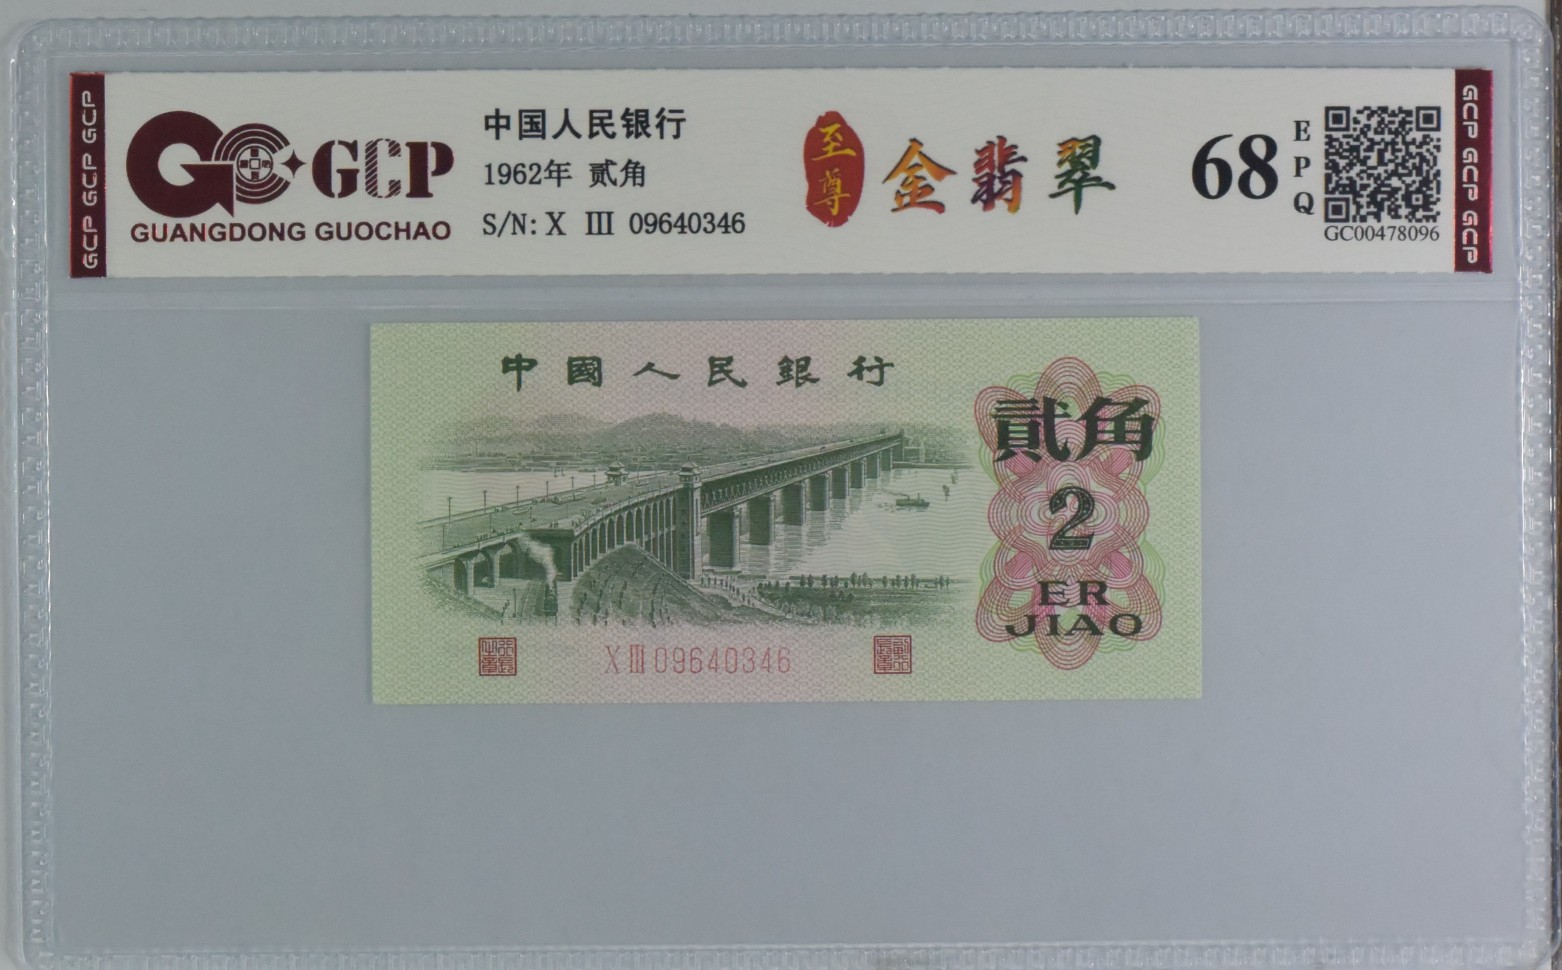 GCP GCP GCP
GCP
GUANGDONG GUOCHAO
中国人民银行
1962年 贰角
S/N: X III 09640346
至尊
金翡翠
68
EPQ
GC00478096
GCP GCP GCP
中國人民銀行
貳角
2
ER
JIAO
X III 09640346